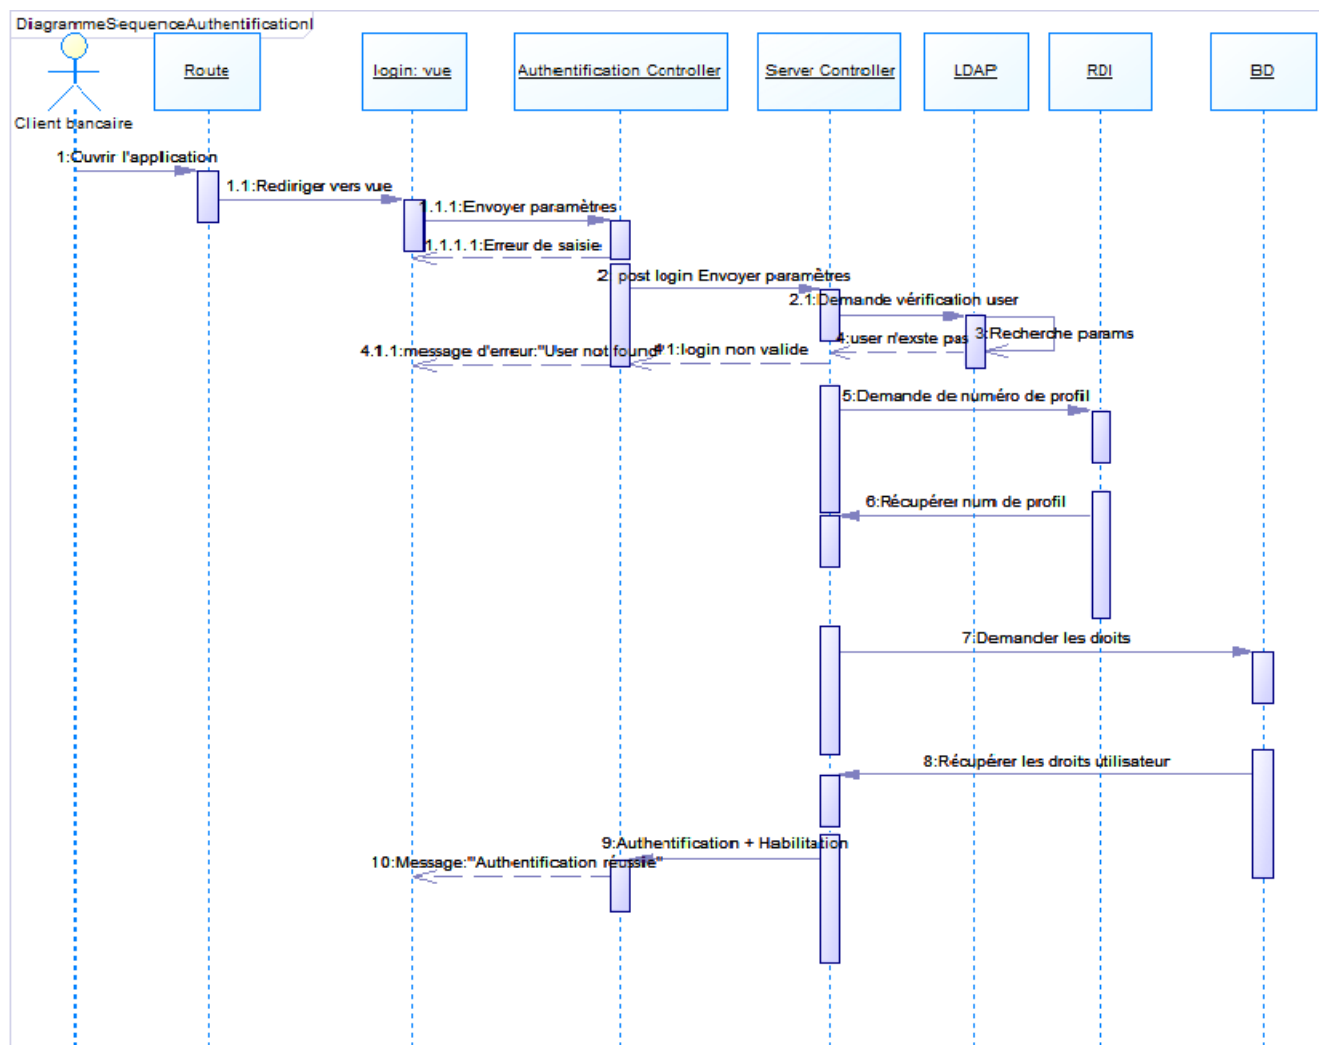 DiagrammeSequenceAuthentificationI
Route
login: vue
Authentification Controller
Server Controller
LDAP
RDI
BD
Client bancaire
1:Ouvrir l'application
1.1:Rediriger vers vue
1.1.1:Envoyer paramètres
1.1.1.1:Erreur de saisie
2: post login Envoyer paramètres
2.1:Demande vérification user
3:Recherche params
4:user n'exste pas
4.1:login non valide
4.1.1:message d'erreur:"User not found"
5:Demande de numéro de profil
6:Récupérer num de profil
7:Demander les droits
8:Récupérer les droits utilisateur
9:Authentification + Habilitation
10:Message:"Authentification réussie"